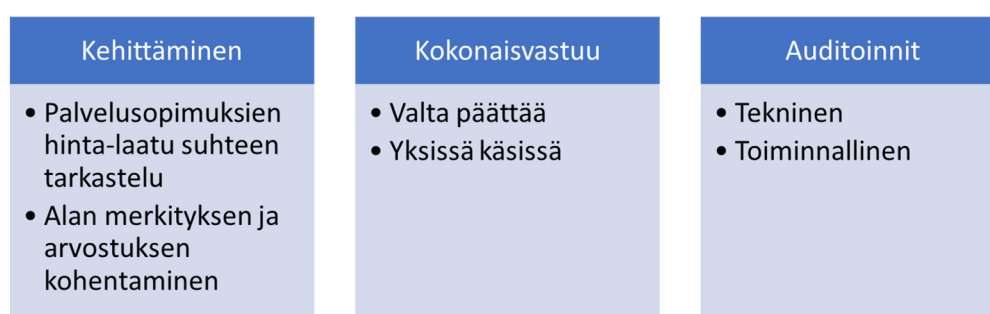 Kehittäminen
• Palvelusopimuksien
hinta-laatu suhteen
tarkastelu
• Alan merkityksen ja
arvostuksen
kohentaminen
Kokonaisvastuu
• Valta päättää
• Yksissä käsissä
Auditoinnit
• Tekninen
• Toiminnallinen